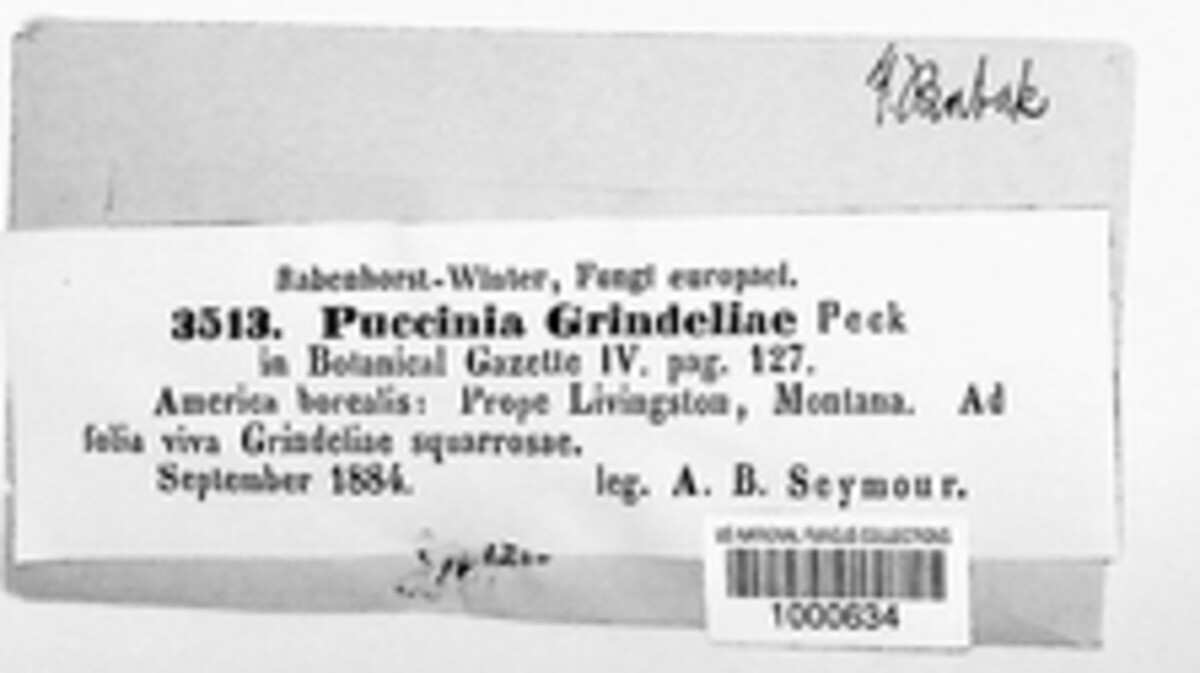 Rabenhorst-Winter, Fungi europaei.
3513. Puccinia Grindeliae Peck
in Botanical Gazette IV. pag. 127.
America borealis: Prope Livingston, Montana. Ad
folia viva Grindeliae squarrosae.
September 1884. leg. A. B. Seymour.
US NATIONAL FUNGUS COLLECTIONS
1000634